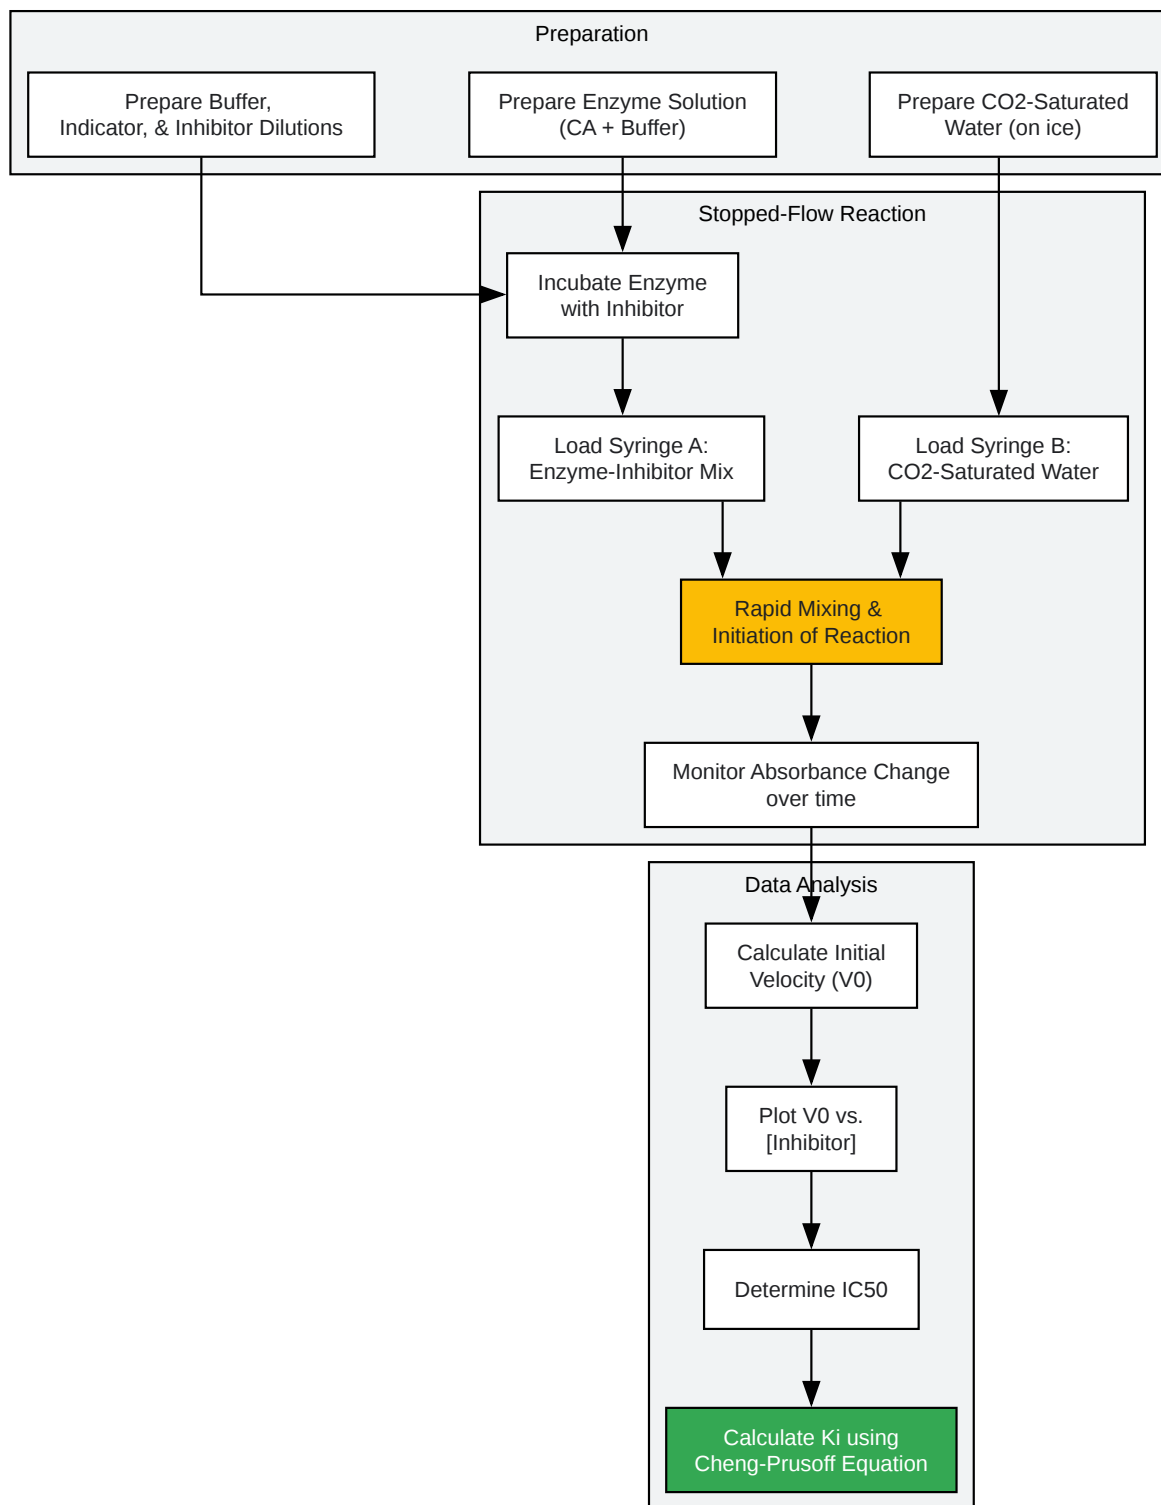 Preparation
Prepare Buffer,
Indicator, & Inhibitor Dilutions
Prepare Enzyme Solution
(CA + Buffer)
Prepare CO2-Saturated
Water (on ice)
Stopped-Flow Reaction
Incubate Enzyme
with Inhibitor
Load Syringe A:
Enzyme-Inhibitor Mix
Load Syringe B:
CO2-Saturated Water
Rapid Mixing &
Initiation of Reaction
Monitor Absorbance Change
over time
Data Analysis
Calculate Initial
Velocity (V0)
Plot V0 vs.
[Inhibitor]
Determine IC50
Calculate Ki using
Cheng-Prusoff Equation